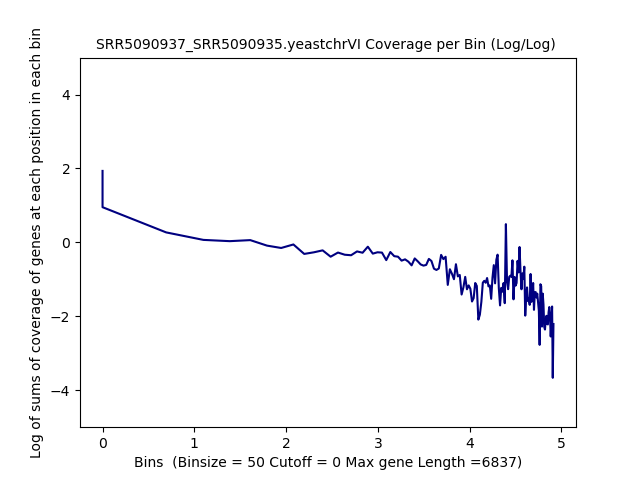 SRR5090937_SRR5090935.yeastchrVI Coverage per Bin (Log/Log)
Log of sums of coverage of genes at each position in each bin
4
2
0
−2
−4
0 1 2 3 4 5
Bins  (Binsize = 50 Cutoff = 0 Max gene Length =6837)